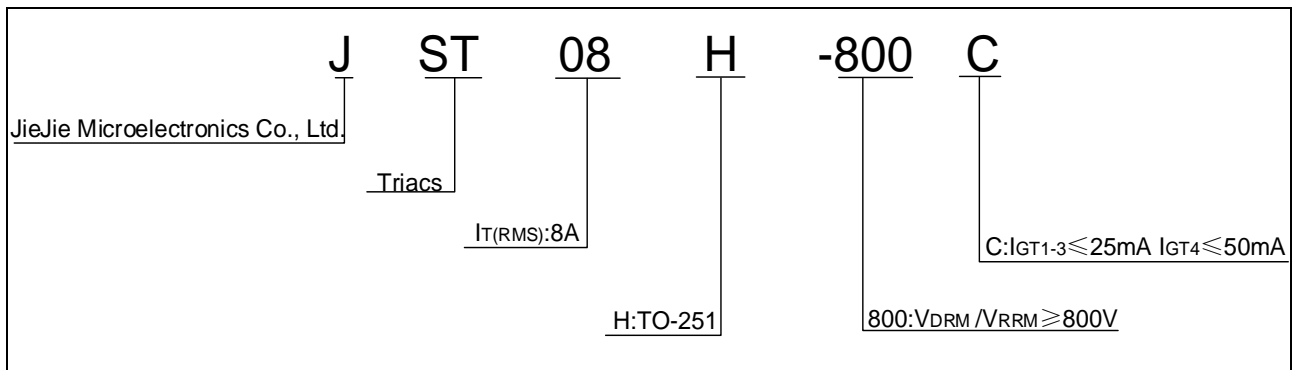 J ST 08 H -800 C
JieJie Microelectronics Co., Ltd.
Triacs
IT(RMS):8A
C:IGT1-3≤25mA IGT4≤50mA
H:TO-251
800:VDRM /VRRM≥800V